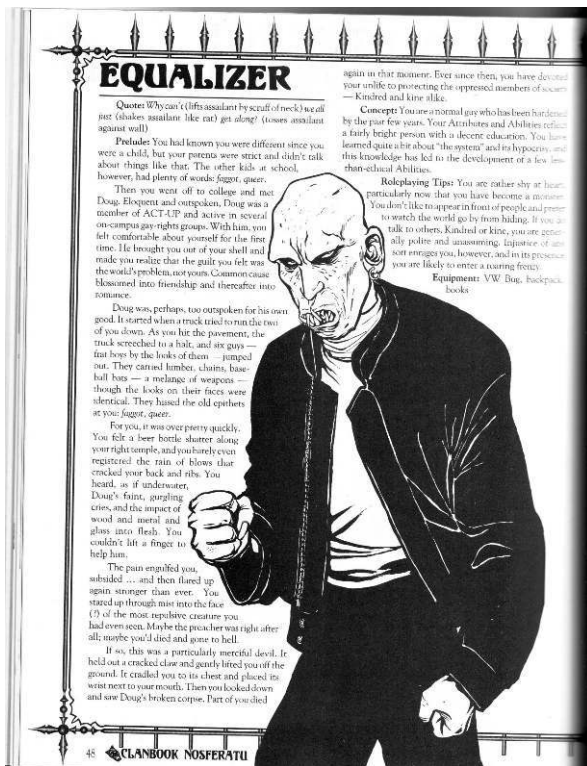 EQUALIZER
Quote: Why can't (lifts assailant by scruff of neck) we all
just (shakes assailant like rat) get along? (tosses assailant
against wall)
Prelude: You had known you were different since you
were a child, but your parents were strict and didn't talk
about things like that. The other kids at school,
however, had plenty of words: faggot, queer.
Then you went off to college and met
Doug. Eloquent and outspoken, Doug was a
member of ACT-UP and active in several
on-campus gay-rights groups. With him, you
felt comfortable about yourself for the first
time. He brought you out of your shell and
made you realize that the guilt you felt was
the world's problem, not yours. Common cause
blossomed into friendship and thereafter into
romance.
Doug was, perhaps, too outspoken for his own
good. It started when a truck tried to run the two
of you down. As you hit the pavement, the
truck screeched to a halt, and six guys —
frat boys by the looks of them — jumped
out. They carried lumber, chains, base-
ball bats — a melange of weapons —
though the looks on their faces were
identical. They hissed the old epithets
at you: faggot, queer.
For you, it was over pretty quickly.
You felt a beer bottle shatter along
your right temple, and you barely even
registered the rain of blows that
cracked your back and ribs. You
heard, as if underwater,
Doug's faint, gurgling
cries, and the impact of
wood and metal and
glass into flesh. You
couldn't lift a finger to
help him.
The pain engulfed you,
subsided ... and then flared up
again stronger than ever. You
stared up through mist into the face
(?) of the most repulsive creature you
had even seen. Maybe the preacher was right after
all; maybe you'd died and gone to hell.
If so, this was a particularly merciful devil. It
held out a cracked claw and gently lifted you off the
ground. It cradled you to its chest and placed its
wrist next to your mouth. Then you looked down
and saw Doug's broken corpse. Part of you died
again in that moment. Ever since then, you have devoted
your unlife to protecting the oppressed members of society
— Kindred and kine alike.
Concept: You are a normal guy who has been hardened
by the past few years. Your Attributes and Abilities reflect
a fairly bright person with a decent education. You have
learned quite a bit about "the system" and its hypocrisy, and
this knowledge has led to the development of a few less-
than-ethical Abilities.
Roleplaying Tips: You are rather shy at heart,
particularly now that you have become a monster.
You don't like to appear in front of people and prefer
to watch the world go by from hiding. If you do
talk to others, Kindred or kine, you are gener-
ally polite and unassuming. Injustice of any
sort enrages you, however, and in its presence
you are likely to enter a roaring frenzy.
Equipment: VW Bug, backpack,
books
48 CLANBOOK NOSFERATU